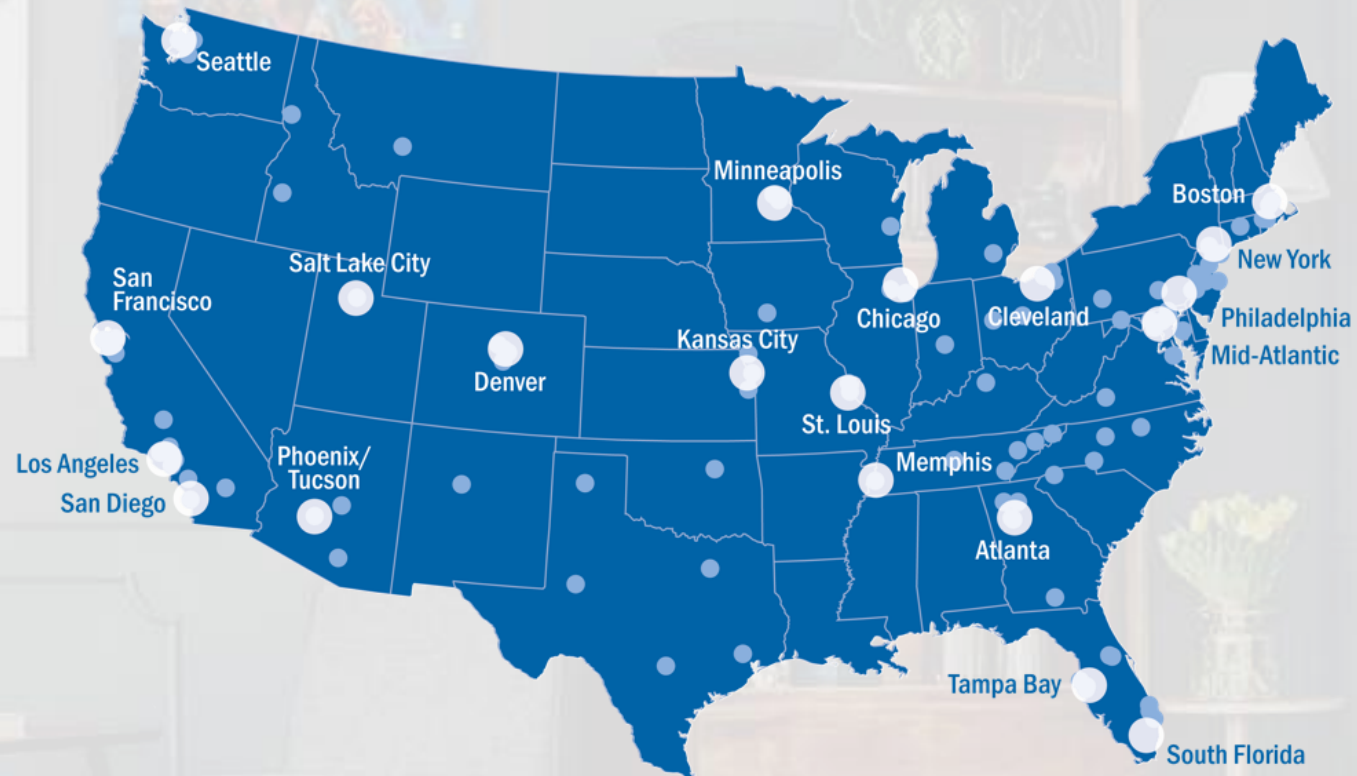 Seattle
Minneapolis
Boston
New York
Salt Lake City
San
Francisco
Chicago
Cleveland
Philadelphia
Kansas City
Mid-Atlantic
Denver
St. Louis
Los Angeles
Phoenix/
Tucson
Memphis
San Diego
Atlanta
Tampa Bay
South Florida